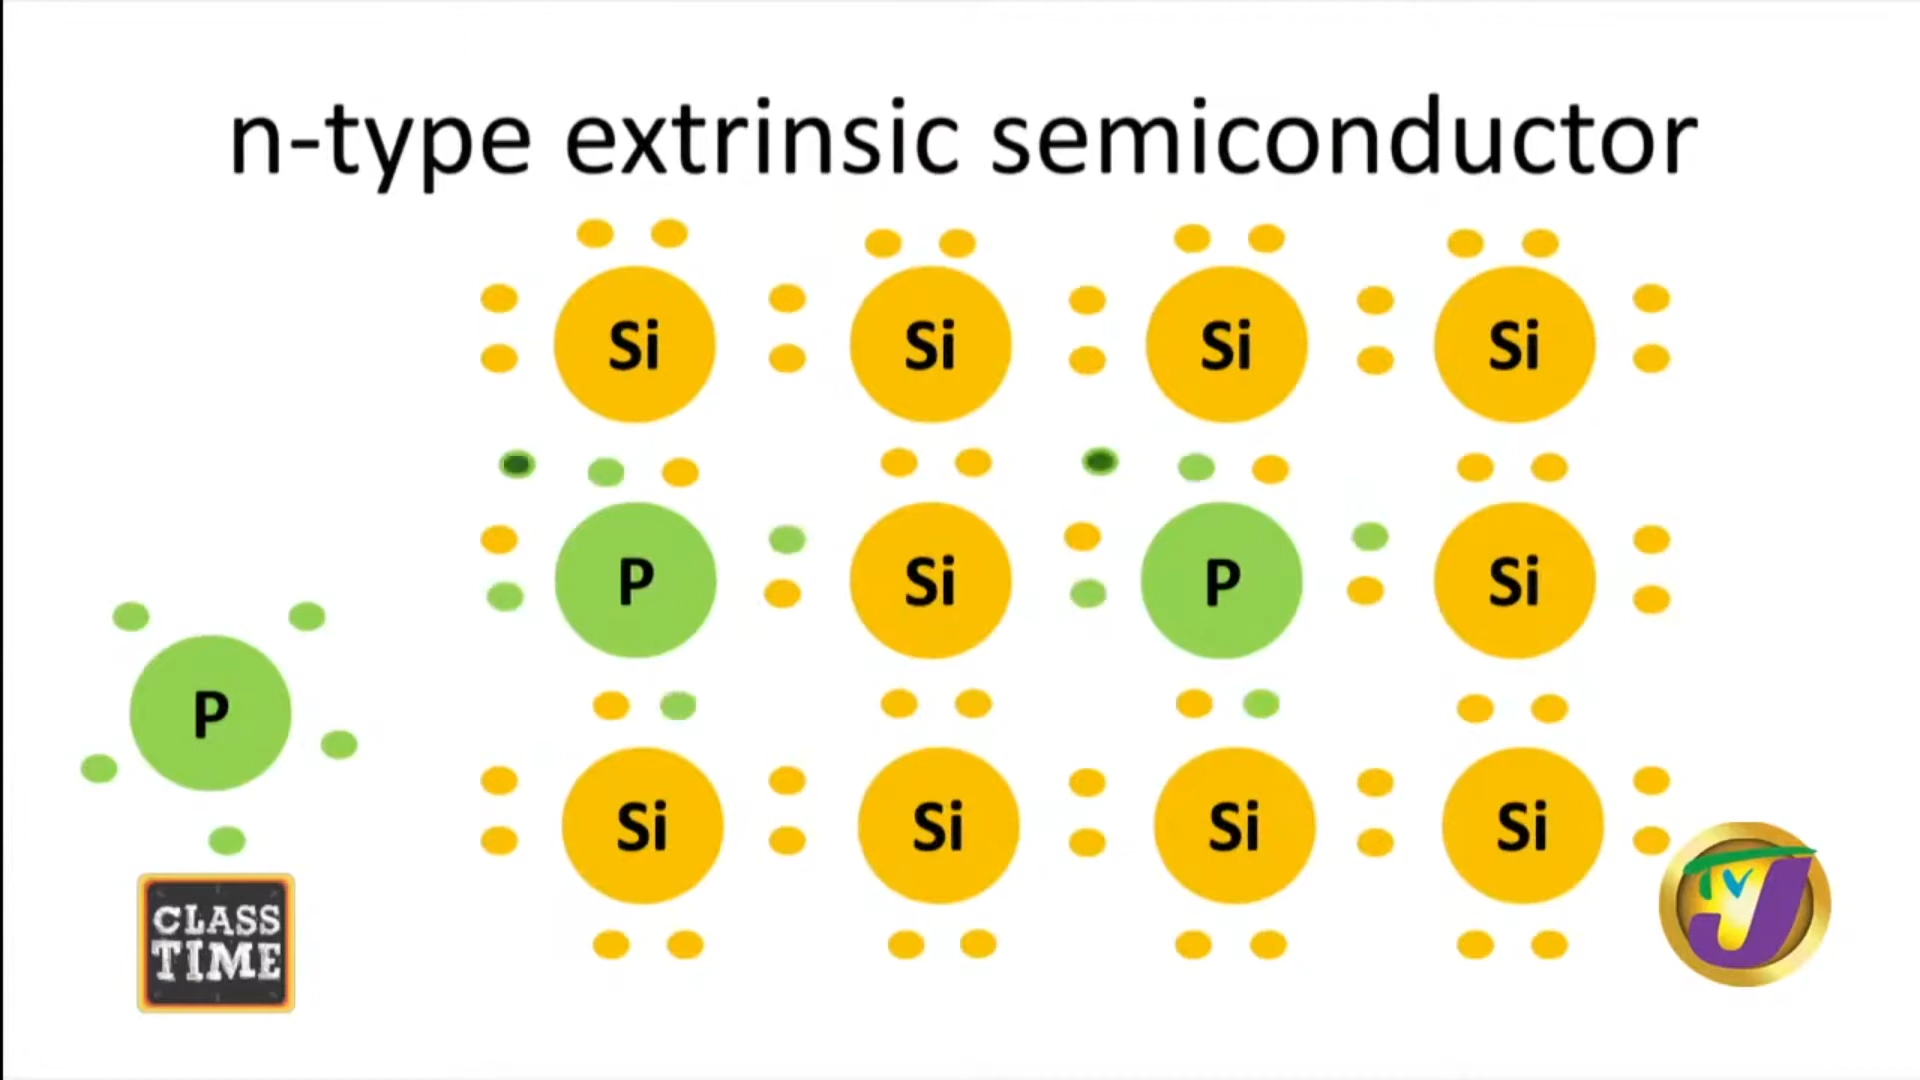 n-type extrinsic semiconductor
Si Si Si Si
P Si P Si
P
Si Si Si Si
CLASS
TIME
TVJ